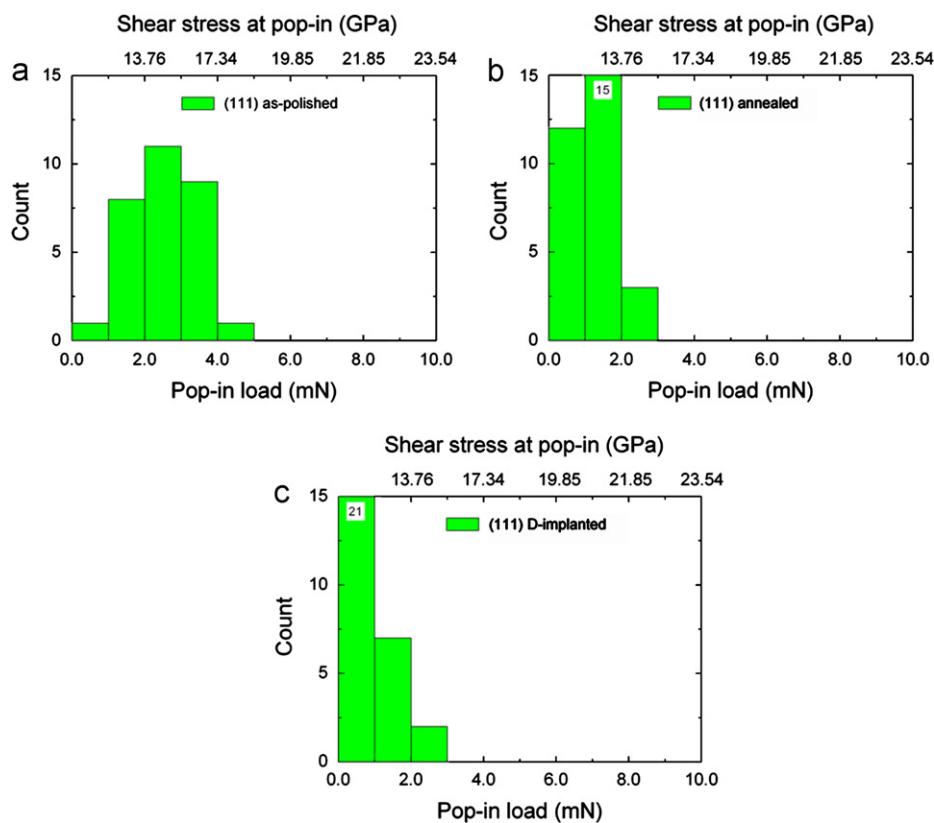 Shear stress at pop-in (GPa)
13.76 17.34 19.85 21.85 23.54
a
15
(111) as-polished
10
Count
5
0
0.0 2.0 4.0 6.0 8.0 10.0
Pop-in load (mN)
Shear stress at pop-in (GPa)
13.76 17.34 19.85 21.85 23.54
b
15
15
(111) annealed
10
Count
5
0
0.0 2.0 4.0 6.0 8.0 10.0
Pop-in load (mN)
Shear stress at pop-in (GPa)
13.76 17.34 19.85 21.85 23.54
c
15
21
(111) D-implanted
10
Count
5
0
0.0 2.0 4.0 6.0 8.0 10.0
Pop-in load (mN)